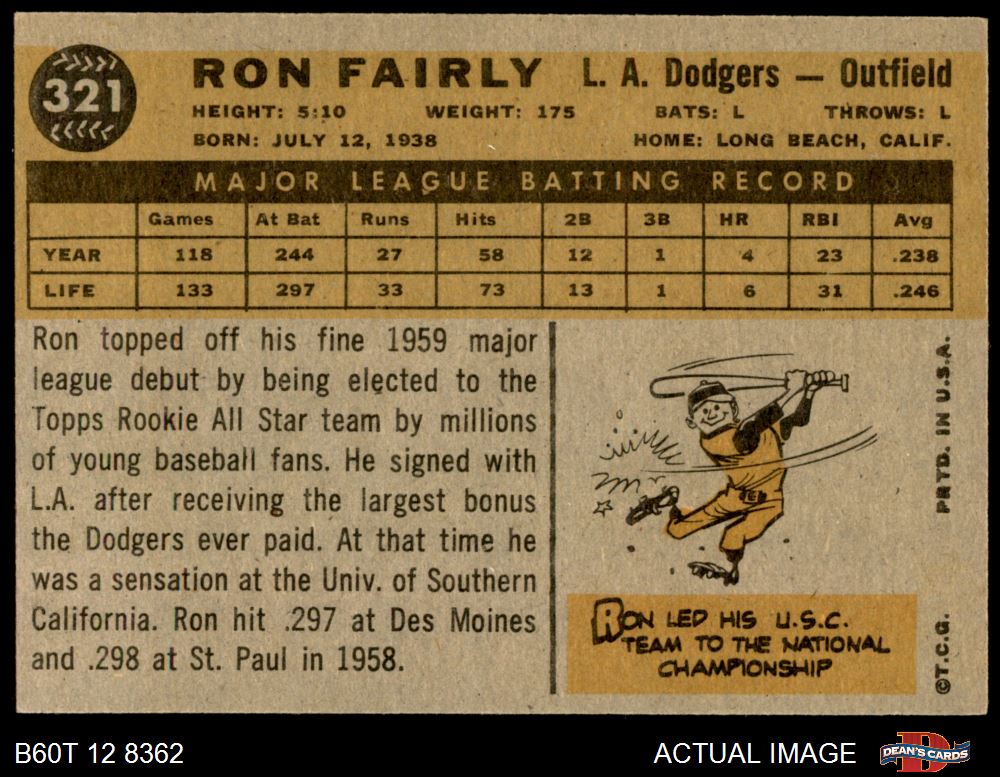 321
RON FAIRLY L. A. Dodgers — Outfield
HEIGHT: 5:10 WEIGHT: 175 BATS: L THROWS: L
BORN: JULY 12, 1938 HOME: LONG BEACH, CALIF.
MAJOR LEAGUE BATTING RECORD
Games At Bat Runs Hits 2B 3B HR RBI Avg
YEAR 118 244 27 58 12 1 4 23 .238
LIFE 133 297 33 73 13 1 6 31 .246
Ron topped off his fine 1959 major
league debut by being elected to the
Topps Rookie All Star team by millions
of young baseball fans. He signed with
L.A. after receiving the largest bonus
the Dodgers ever paid. At that time he
was a sensation at the Univ. of Southern
California. Ron hit .297 at Des Moines
and .298 at St. Paul in 1958.
RON LED HIS U.S.C.
TEAM TO THE NATIONAL
CHAMPIONSHIP
©T.C.G. PRTD. IN U.S.A.
B60T 12 8362 ACTUAL IMAGE
DEAN'S CARDS